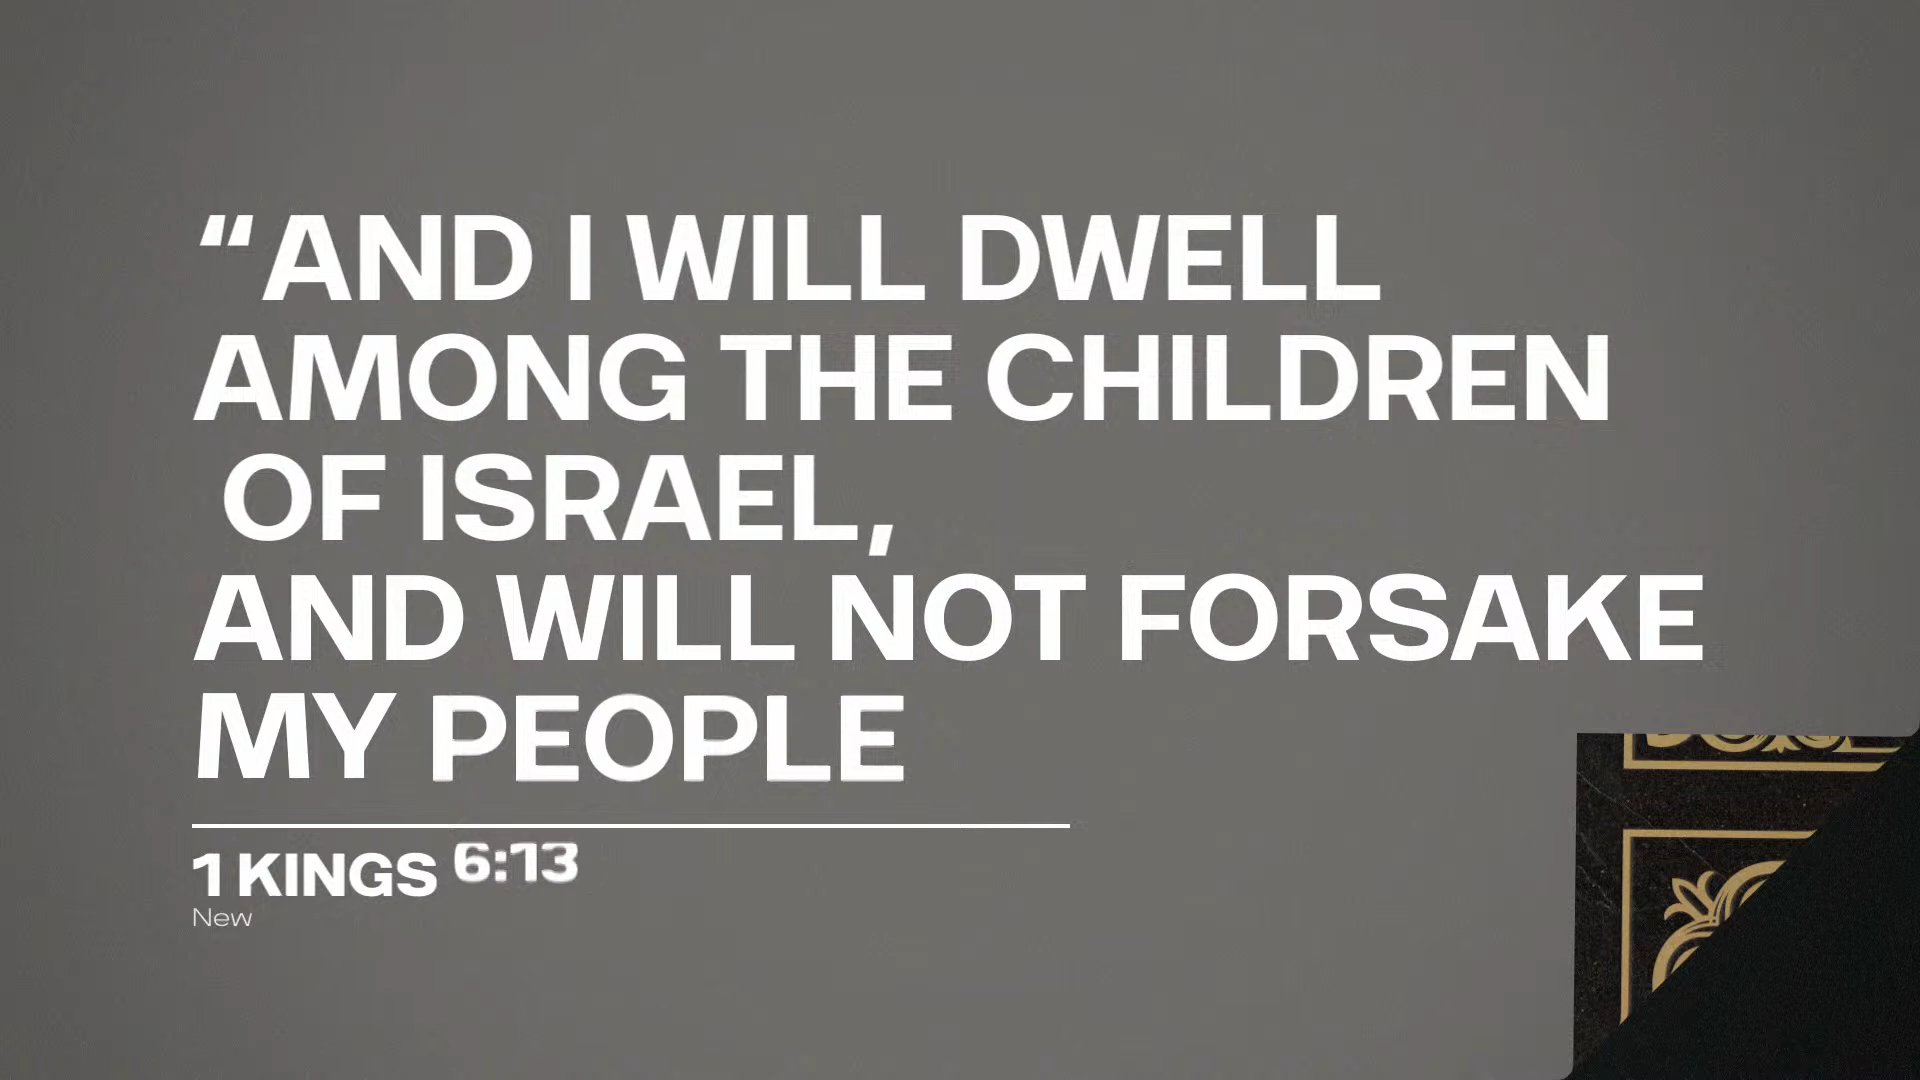 “AND I WILL DWELL
AMONG THE CHILDREN
OF ISRAEL,
AND WILL NOT FORSAKE
MY PEOPLE
1 KINGS 6:13
New